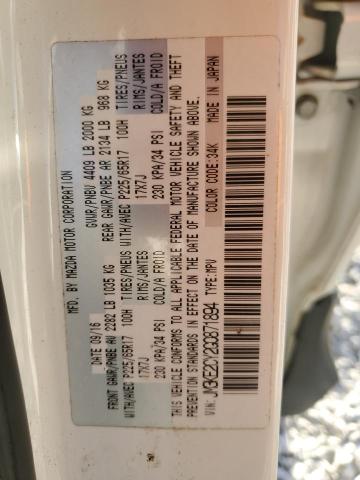 MFD. BY MAZDA MOTOR CORPORATION
DATE 09/16 GVWR/PNBV 4409 LB 2000 KG
FRONT GAWR/PNBE AV 2282 LB 1035 KG REAR GAWR/PNBE AR 2134 LB 968 KG
TIRES/PNEUS WITH/AVEC P225/65R17 100H TIRES/PNEUS WITH/AVEC P225/65R17 100H
RIMS/JANTES 17X7J RIMS/JANTES 17X7J
COLD/A FROID 230 KPA/34 PSI COLD/A FROID 230 KPA/34 PSI
THIS VEHICLE CONFORMS TO ALL APPLICABLE FEDERAL MOTOR VEHICLE SAFETY AND THEFT
PREVENTION STANDARDS IN EFFECT ON THE DATE OF MANUFACTURE SHOWN ABOVE.
VIN: TYPE: MPV COLOR CODE: 34K MADE IN JAPAN